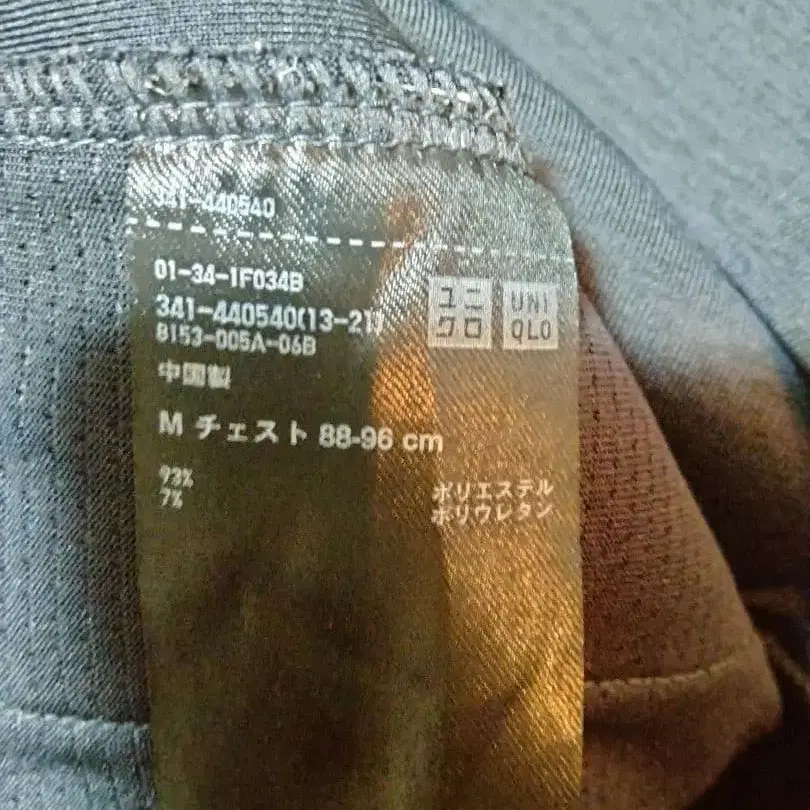 341-440540
01-34-1F034B
341-440540(13-21)
8153-005A-06B
ユニ
クロ
UNI
QLO
中国製
M チェスト 88-96 cm
93% ポリエステル
7% ポリウレタン